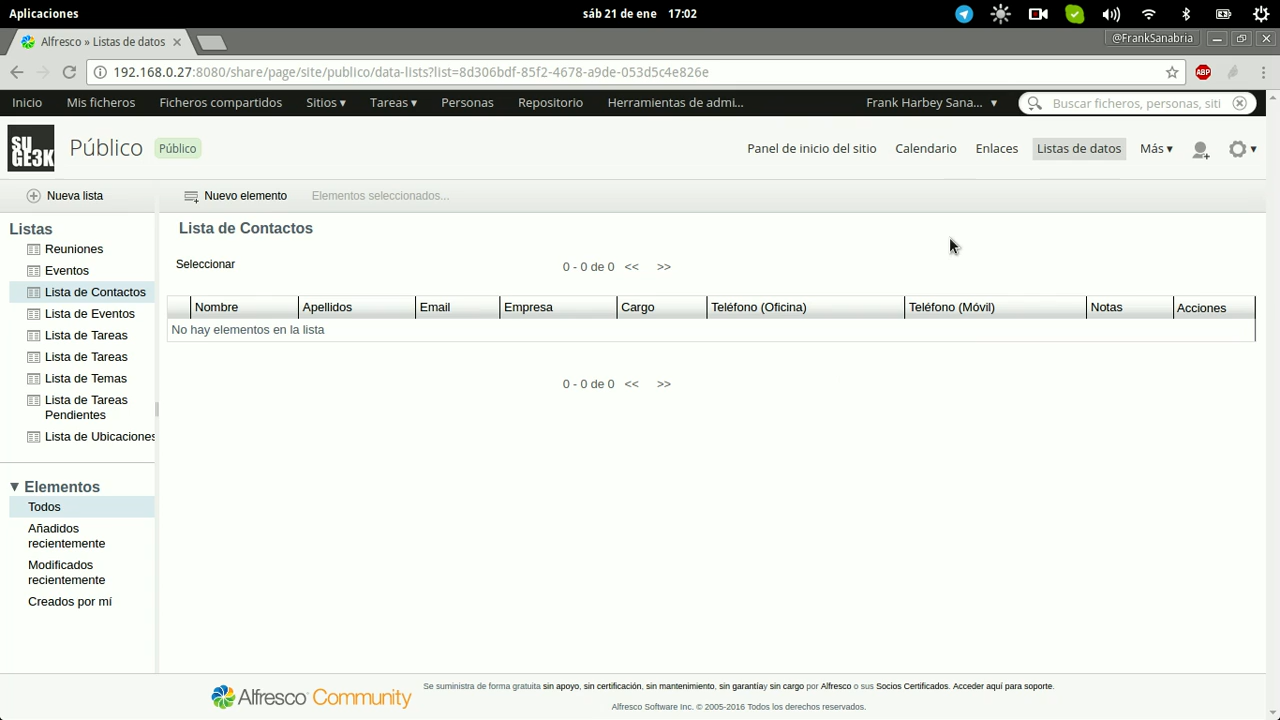 Aplicaciones
sáb 21 de ene 17:02
Alfresco » Listas de datos
@FrankSanabria
192.168.0.27:8080/share/page/site/publico/data-lists?list=8d306bdf-85f2-4678-a9de-053d5c4e826e
ABP
Inicio Mis ficheros Ficheros compartidos Sitios ▾ Tareas ▾ Personas Repositorio Herramientas de admi... Frank Harbey Sana... ▾ Buscar ficheros, personas, siti
SU GE3K
Público Público
Panel de inicio del sitio Calendario Enlaces Listas de datos Más ▾
Nueva lista Nuevo elemento Elementos seleccionados...
Listas
Reuniones
Eventos
Lista de Contactos
Lista de Eventos
Lista de Tareas
Lista de Tareas
Lista de Temas
Lista de Tareas
Pendientes
Lista de Ubicaciones
▼ Elementos
Todos
Añadidos
recientemente
Modificados
recientemente
Creados por mí
Lista de Contactos
Seleccionar
0 - 0 de 0 << >>
Nombre Apellidos Email Empresa Cargo Teléfono (Oficina) Teléfono (Móvil) Notas Acciones
No hay elementos en la lista
0 - 0 de 0 << >>
Alfresco Community
Se suministra de forma gratuita sin apoyo, sin certificación, sin mantenimiento, sin garantíay sin cargo por Alfresco o sus Socios Certificados. Acceder aquí para soporte.
Alfresco Software Inc. © 2005-2016 Todos los derechos reservados.